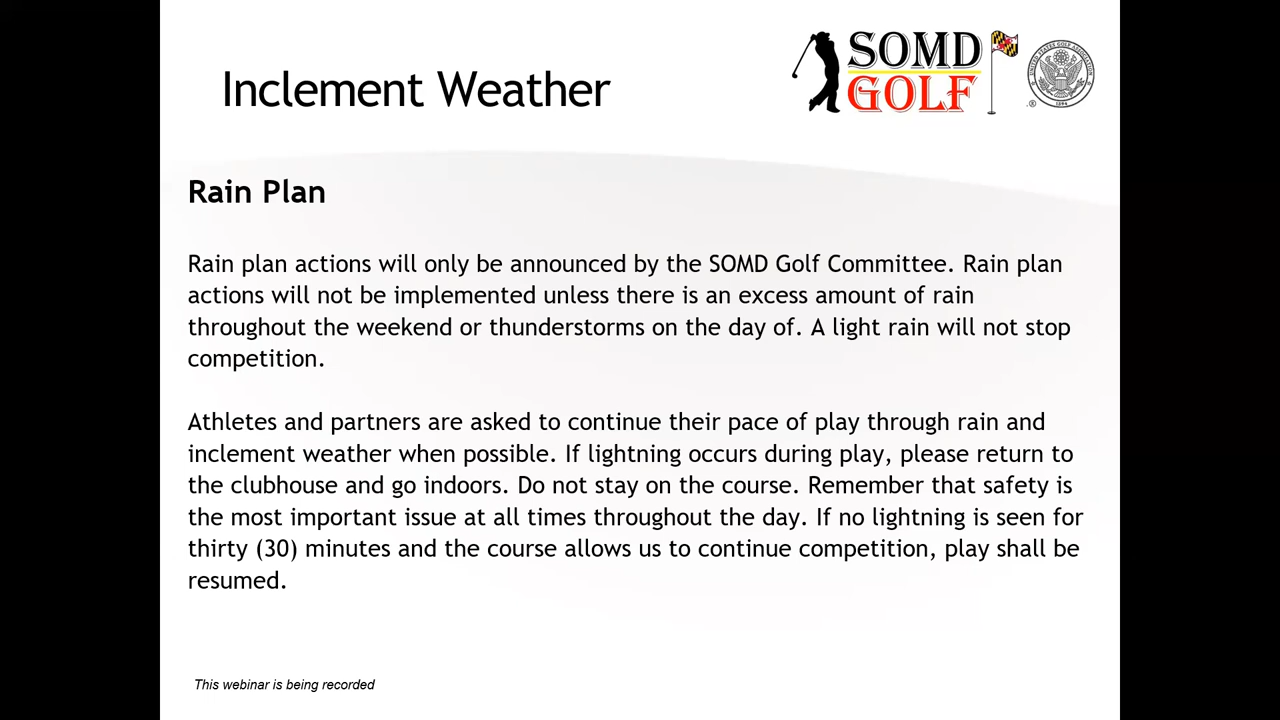 Inclement Weather
SOMD
GOLF
Rain Plan
Rain plan actions will only be announced by the SOMD Golf Committee. Rain plan
actions will not be implemented unless there is an excess amount of rain
throughout the weekend or thunderstorms on the day of. A light rain will not stop
competition.
Athletes and partners are asked to continue their pace of play through rain and
inclement weather when possible. If lightning occurs during play, please return to
the clubhouse and go indoors. Do not stay on the course. Remember that safety is
the most important issue at all times throughout the day. If no lightning is seen for
thirty (30) minutes and the course allows us to continue competition, play shall be
resumed.
This webinar is being recorded